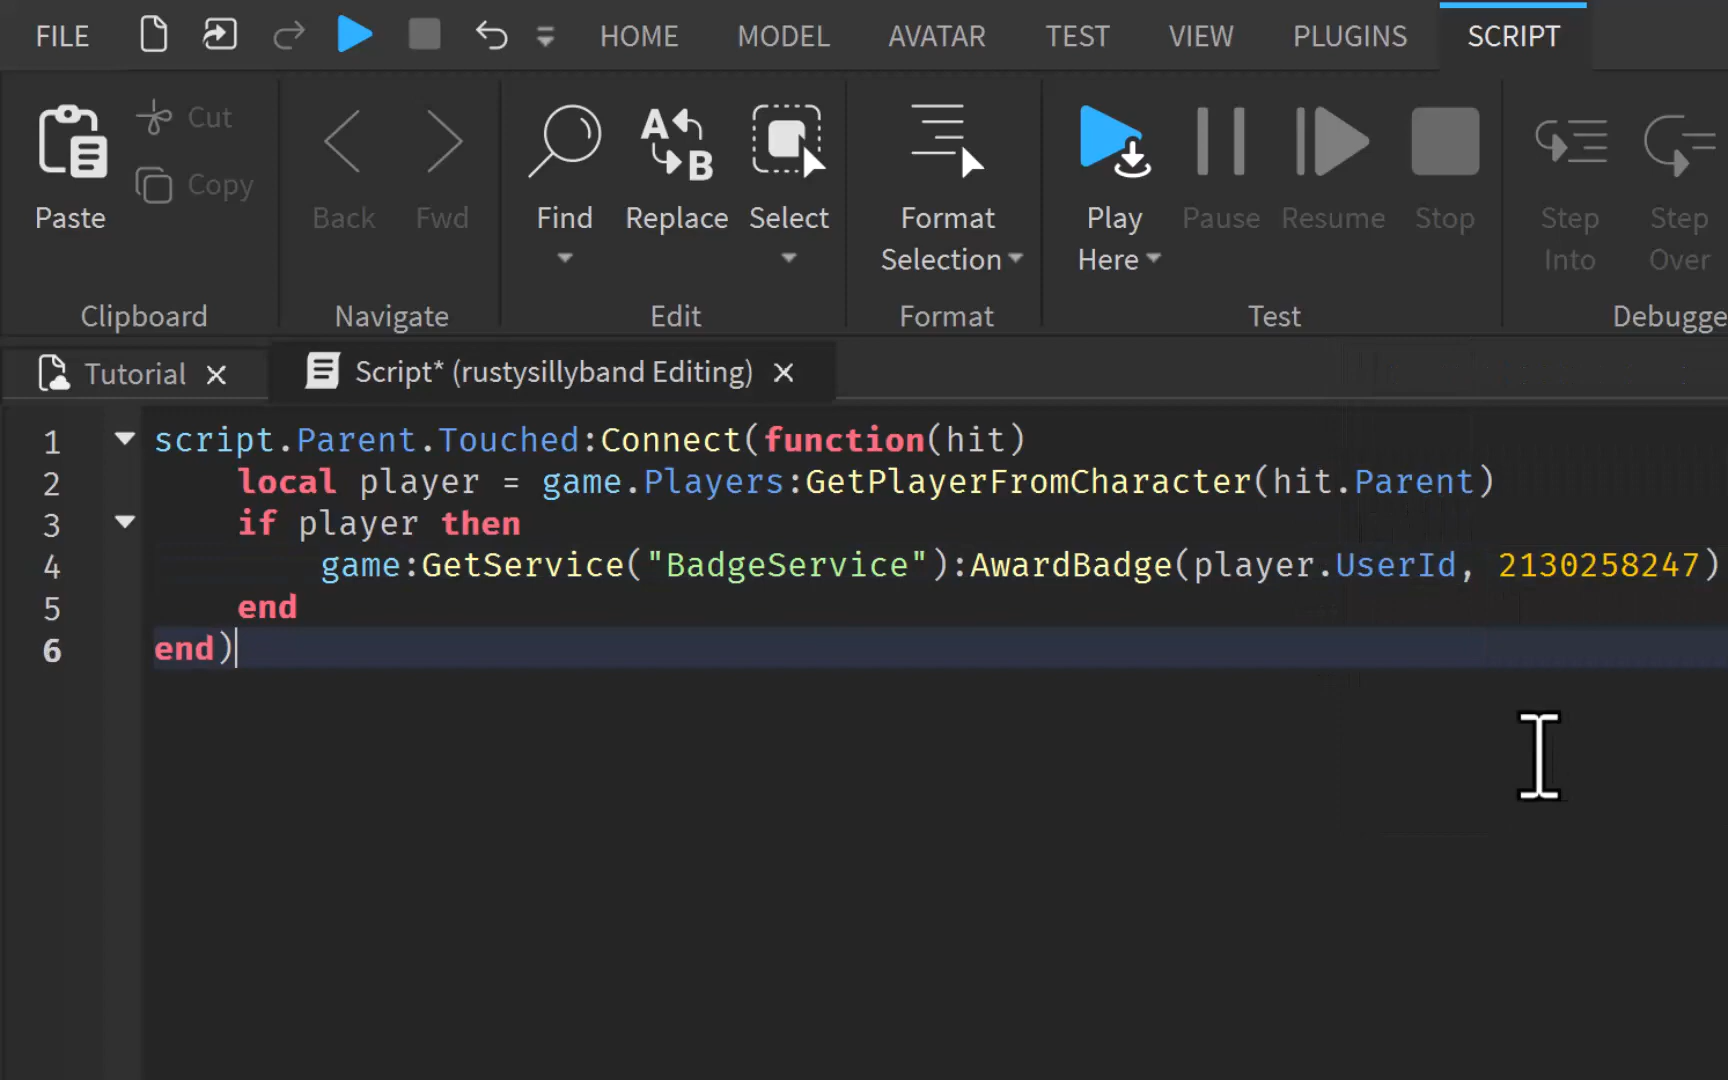 FILE HOME MODEL AVATAR TEST VIEW PLUGINS SCRIPT
Paste Cut Copy Back Fwd Find Replace Select Format Selection Play Here Pause Resume Stop Step Into Step Over
Clipboard Navigate Edit Format Test Debugge
Tutorial Script* (rustysillyband Editing)
1 script.Parent.Touched:Connect(function(hit)
2 local player = game.Players:GetPlayerFromCharacter(hit.Parent)
3 if player then
4 game:GetService("BadgeService"):AwardBadge(player.UserId, 2130258247)
5 end
6 end)